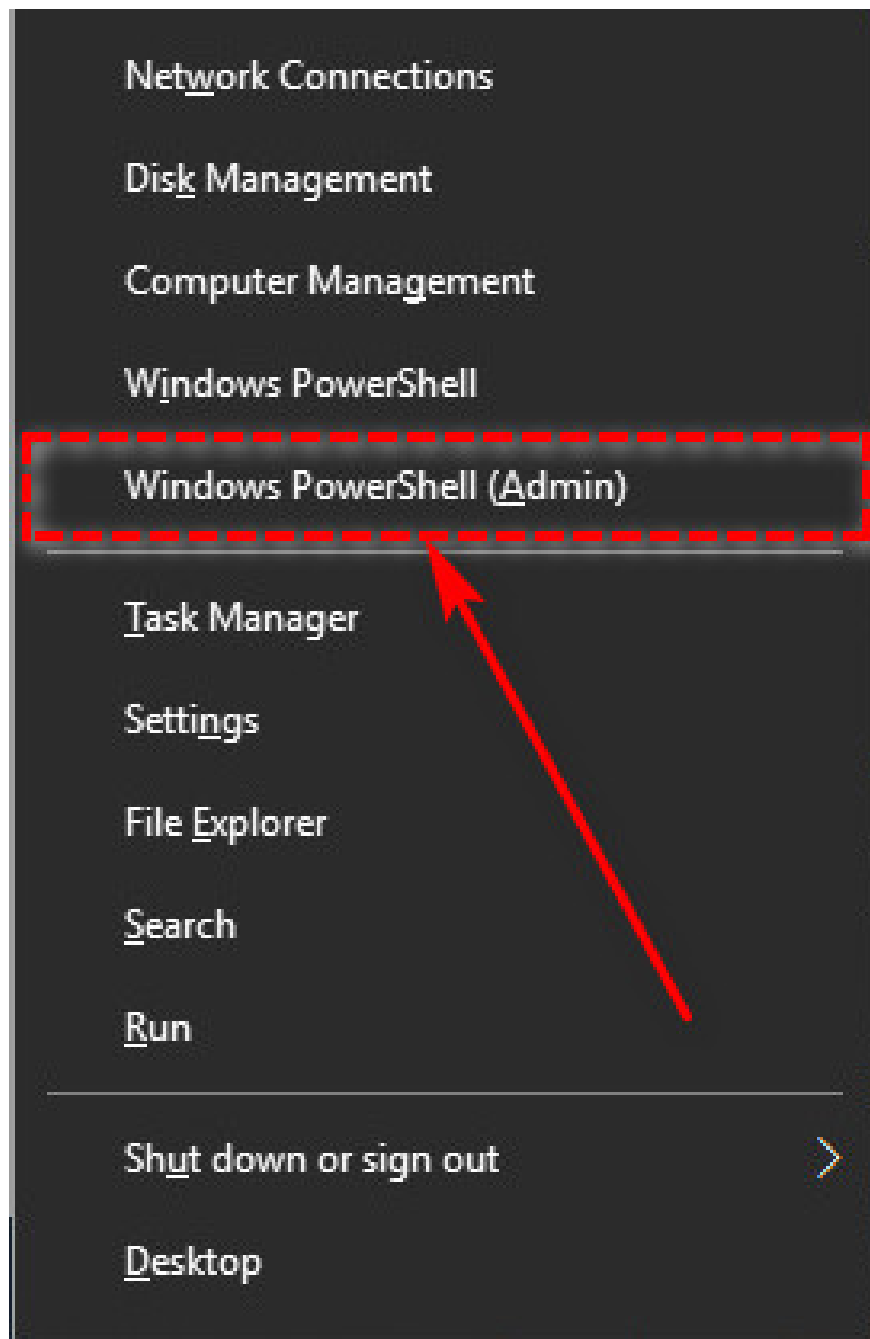 Network Connections
Disk Management
Computer Management
Windows PowerShell
Windows PowerShell (Admin)
Task Manager
Settings
File Explorer
Search
Run
Shut down or sign out
Desktop